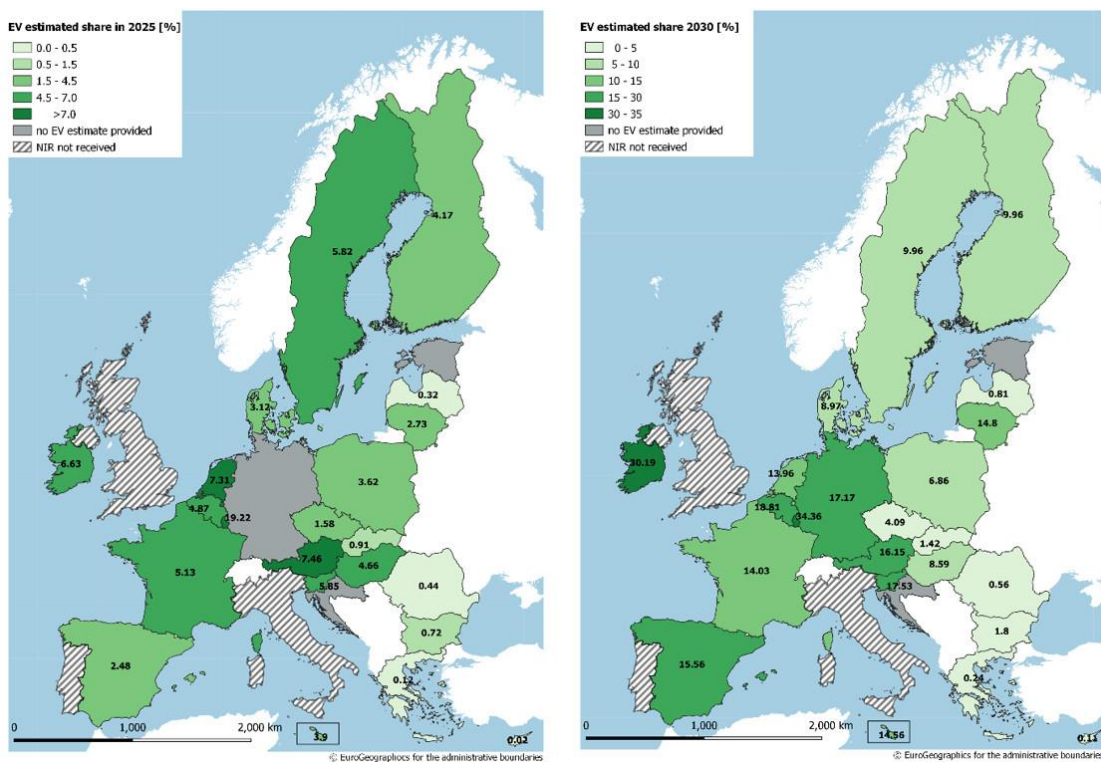 EV estimated share in 2025 [%]
0.0 - 0.5
0.5 - 1.5
1.5 - 4.5
4.5 - 7.0
>7.0
no EV estimate provided
NIR not received
4.17
5.82
0.32
3.12
2.73
6.63
7.31
3.62
4.87
19.22
1.58
0.91
7.46
4.66
5.13
5.85
0.44
0.72
2.48
0.12
0 1,000 2,000 km
3.9
0.02
© EuroGeographics for the administrative boundaries
EV estimated share 2030 [%]
0 - 5
5 - 10
10 - 15
15 - 30
30 - 35
no EV estimate provided
NIR not received
9.96
9.96
0.81
8.97
14.8
30.19
13.96
6.86
17.17
18.81
34.36
4.09
1.42
16.15
8.59
14.03
17.53
0.56
1.8
15.56
0.24
0 1,000 2,000 km
14.56
0.11
© EuroGeographics for the administrative boundaries